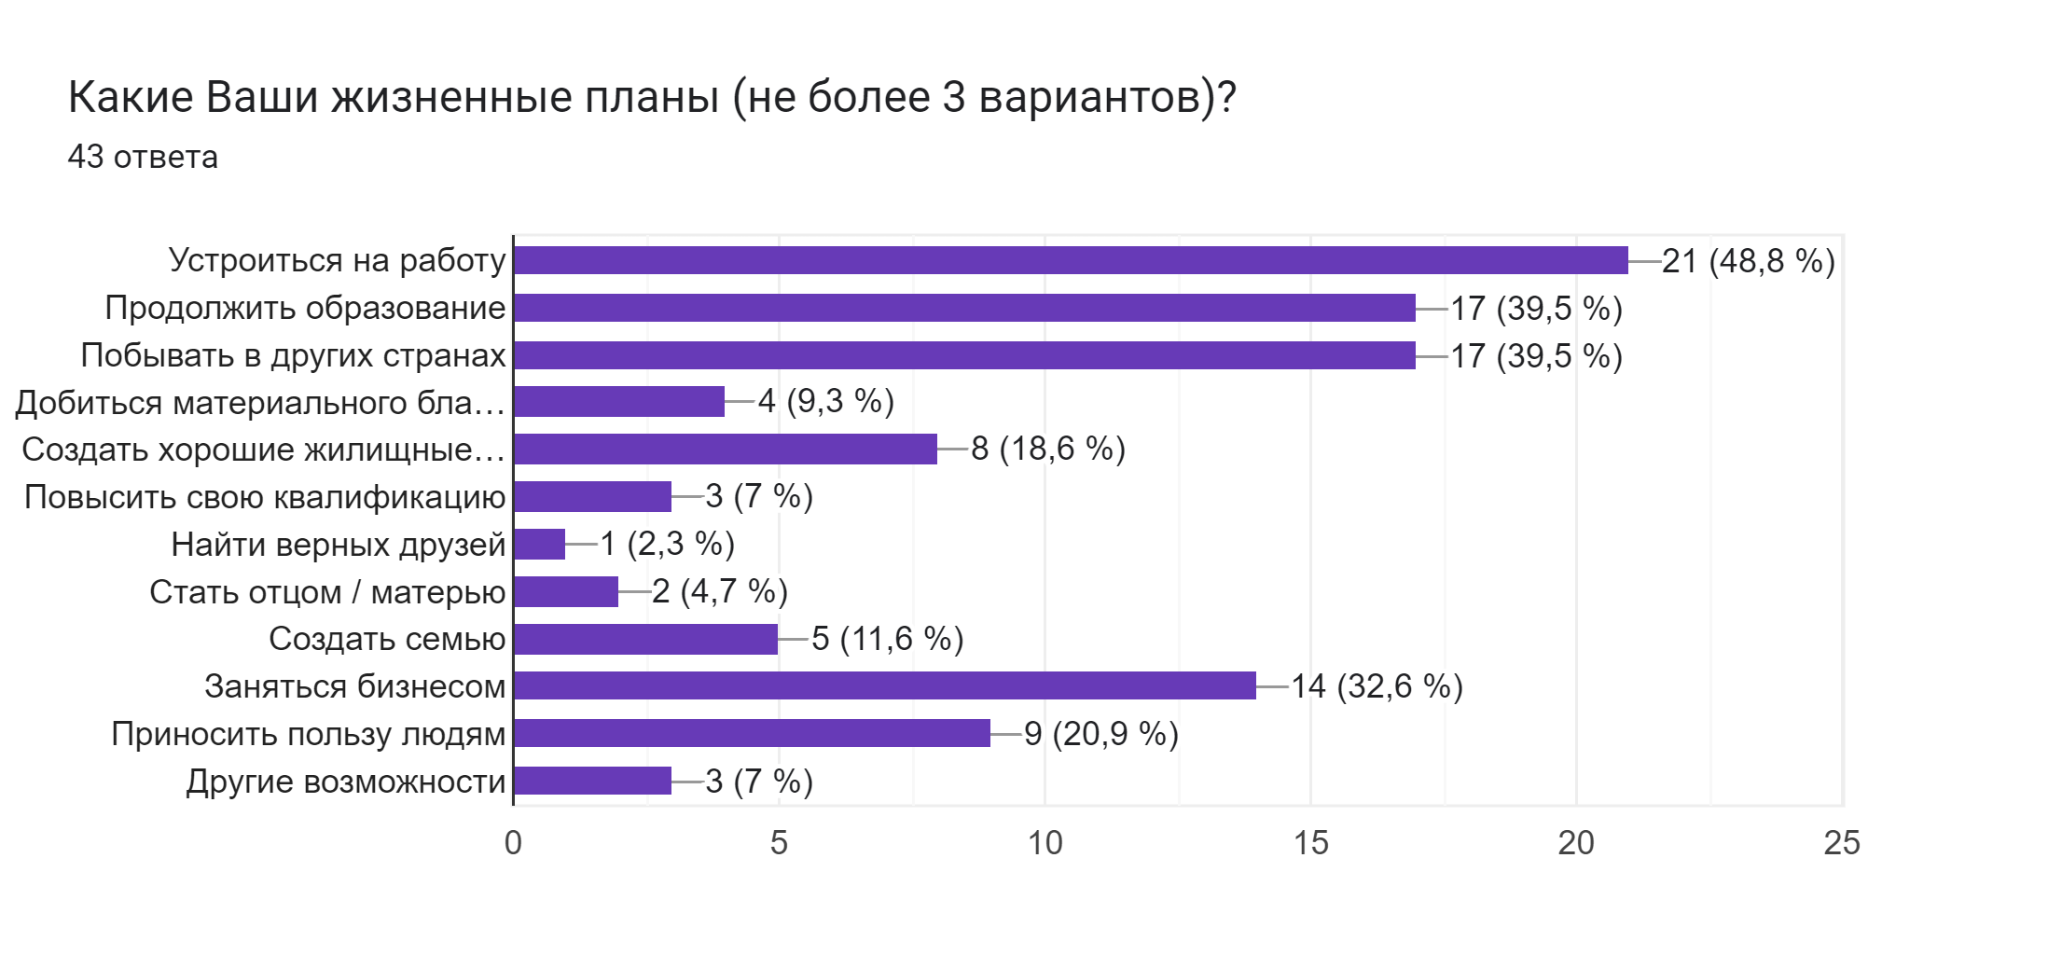 Какие Ваши жизненные планы (не более 3 вариантов)?
43 ответа
Устроиться на работу 21 (48,8 %)
Продолжить образование 17 (39,5 %)
Побывать в других странах 17 (39,5 %)
Добиться материального бла… 4 (9,3 %)
Создать хорошие жилищные… 8 (18,6 %)
Повысить свою квалификацию 3 (7 %)
Найти верных друзей 1 (2,3 %)
Стать отцом / матерью 2 (4,7 %)
Создать семью 5 (11,6 %)
Заняться бизнесом 14 (32,6 %)
Приносить пользу людям 9 (20,9 %)
Другие возможности 3 (7 %)
0 5 10 15 20 25